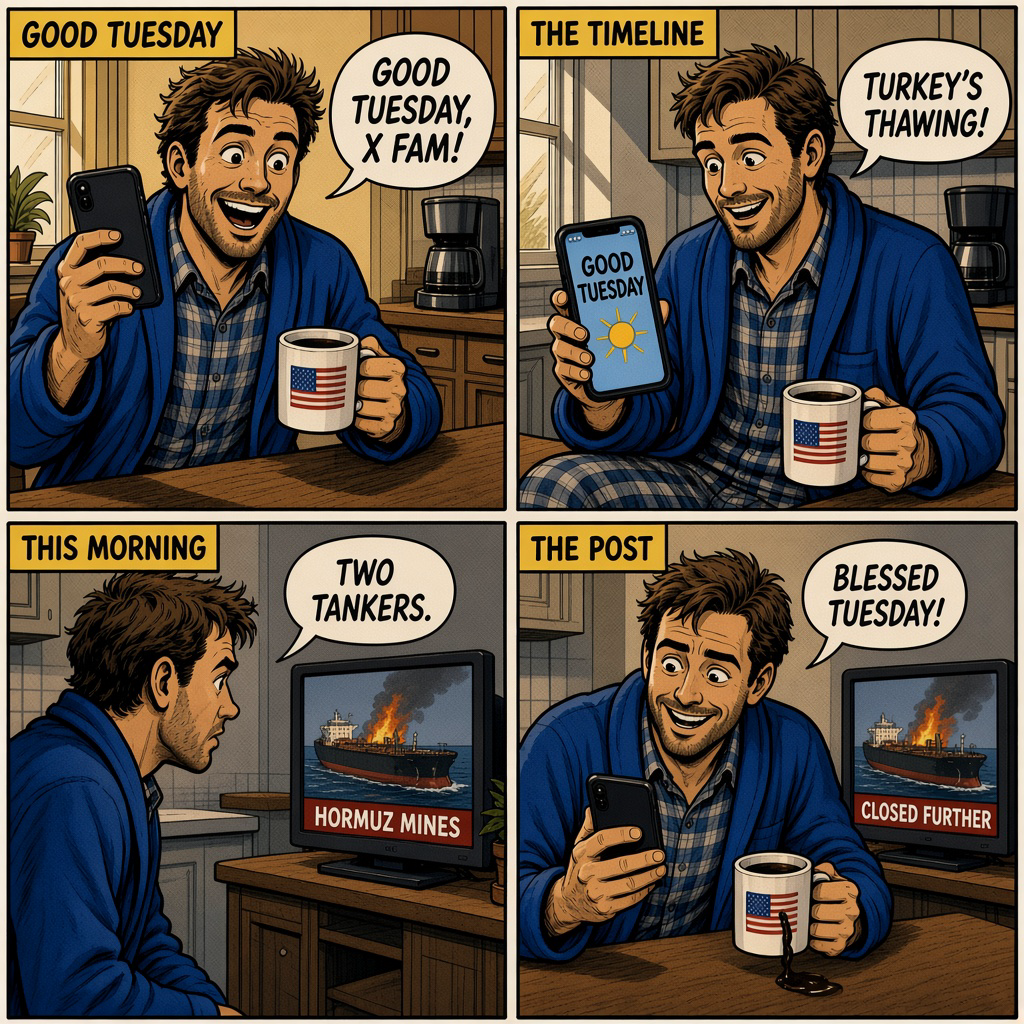 GOOD TUESDAY
GOOD
TUESDAY,
X FAM!
THE TIMELINE
TURKEY'S
THAWING!
GOOD
TUESDAY
THIS MORNING
TWO
TANKERS.
HORMUZ MINES
THE POST
BLESSED
TUESDAY!
CLOSED FURTHER